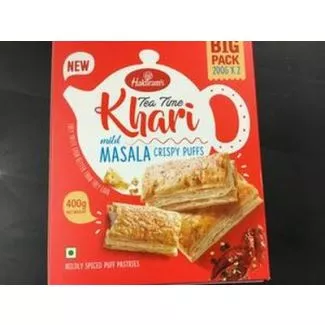 BIG
PACK
200G X 2
NEW
Haldiram's
Tea Time
Khari
mild
MASALA CRISPY PUFFS
400g
MILDLY SPICED PUFF PASTRIES